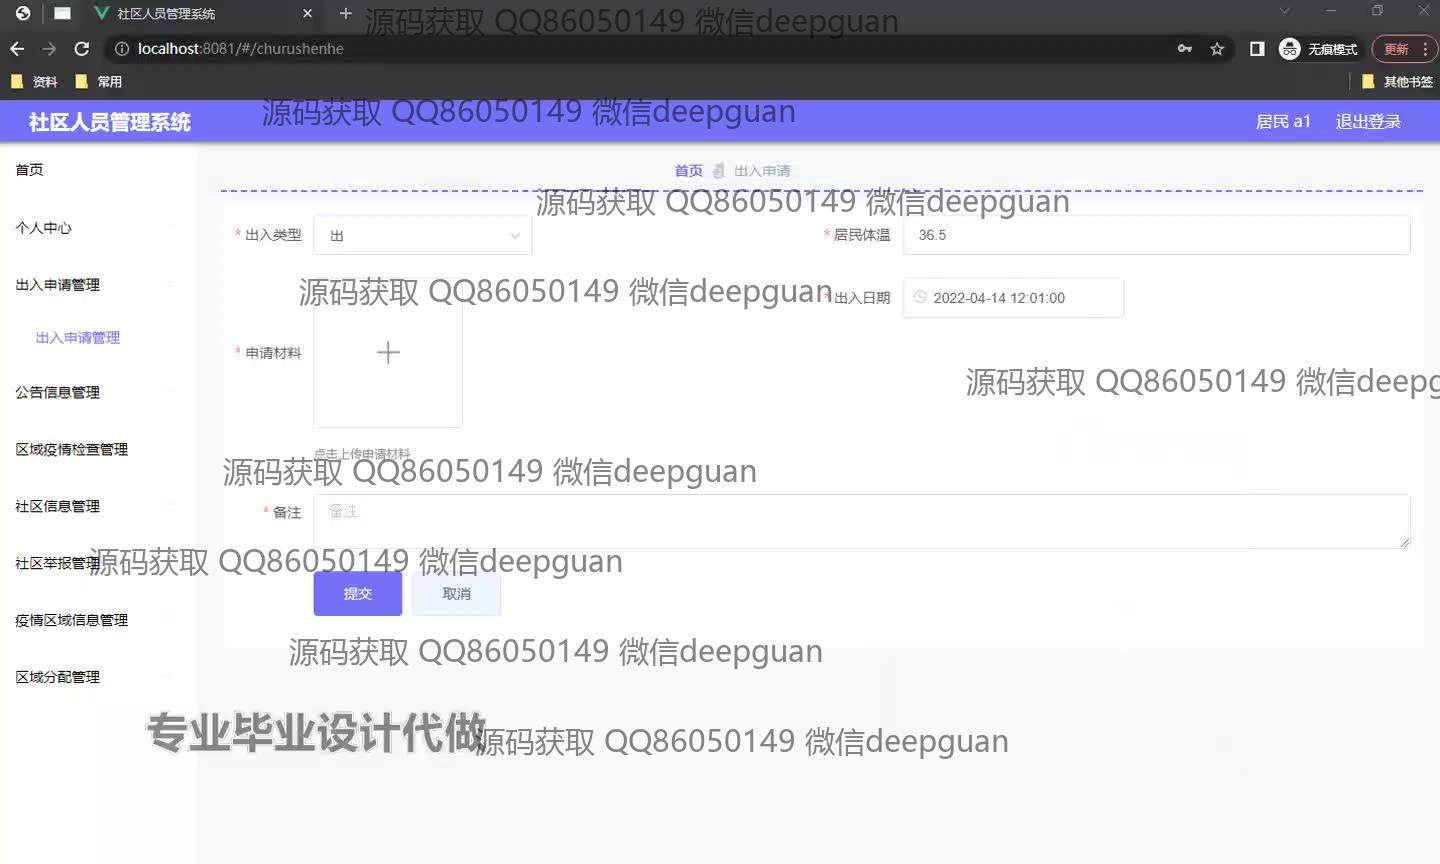 社区人员管理系统
源码获取 QQ86050149 微信deepguan
localhost:8081/#/churushenhe
无痕模式
更新
资料
常用
其他书签
源码获取 QQ86050149 微信deepguan
社区人员管理系统
居民 a1
退出登录
首页
首页
出入申请
源码获取 QQ86050149 微信deepguan
个人中心
* 出入类型
出
* 居民体温
36.5
出入申请管理
源码获取 QQ86050149 微信deepguan
* 出入日期
2022-04-14 12:01:00
出入申请管理
* 申请材料
源码获取 QQ86050149 微信deepg
公告信息管理
区域疫情检查管理
点击上传申请材料
源码获取 QQ86050149 微信deepguan
社区信息管理
* 备注
备注
社区举报管理
源码获取 QQ86050149 微信deepguan
提交
取消
疫情区域信息管理
源码获取 QQ86050149 微信deepguan
区域分配管理
专业毕业设计代做
源码获取 QQ86050149 微信deepguan